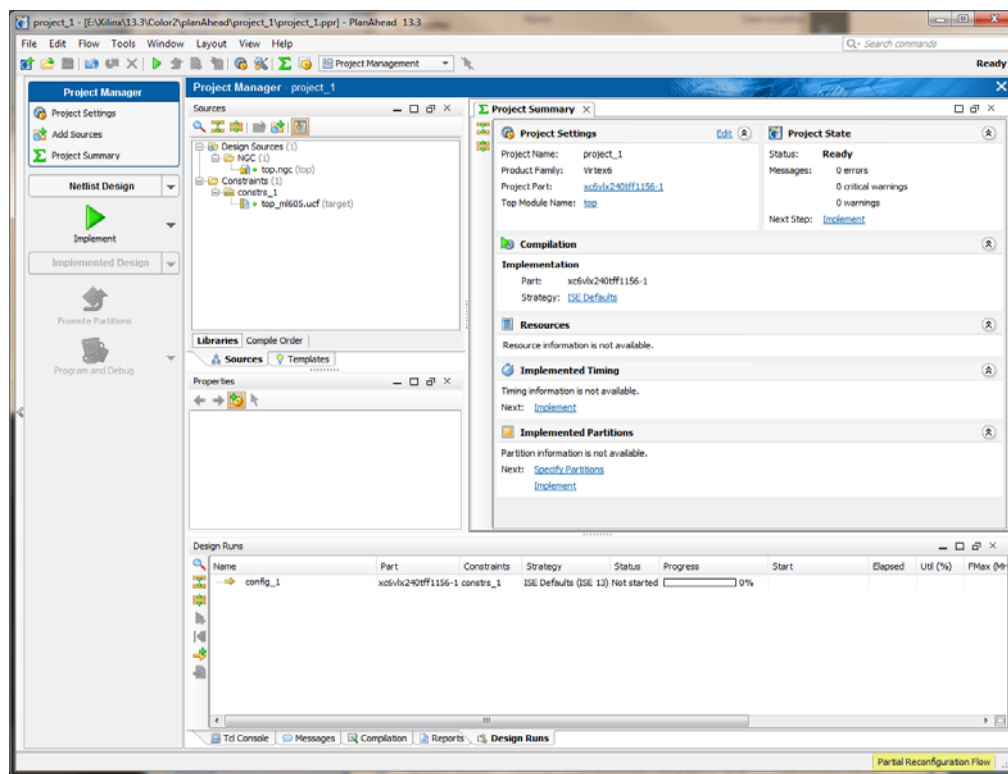 project_1 - [E:\Xilinx\13.3\Color2\planAhead\project_1\project_1.ppr] - PlanAhead 13.3
File Edit Flow Tools Window Layout View Help
Search commands
Project Management
Ready
Project Manager
Project Settings
Add Sources
Project Summary
Netlist Design
Implement
Implemented Design
Promote Partitions
Program and Debug
Project Manager - project_1
Sources
Design Sources (1)
NGC (1)
top.ngc (top)
Constraints (1)
constrs_1
top_ml605.ucf (target)
Libraries Compile Order
Sources Templates
Properties
Project Summary
Project Settings Edit
Project Name: project_1
Product Family: Virtex6
Project Part: xc6vlx240tff1156-1
Top Module Name: top
Project State
Status: Ready
Messages: 0 errors
0 critical warnings
0 warnings
Next Step: Implement
Compilation
Implementation
Part: xc6vlx240tff1156-1
Strategy: ISE Defaults
Resources
Resource information is not available.
Implemented Timing
Timing information is not available.
Next: Implement
Implemented Partitions
Partition information is not available.
Next: Specify Partitions
Implement
Design Runs
Name Part Constraints Strategy Status Progress Start Elapsed Util (%) FMax (MH
config_1 xc6vlx240tff1156-1 constrs_1 ISE Defaults (ISE 13) Not started 0%
Tcl Console Messages Compilation Reports Design Runs
Partial Reconfiguration Flow